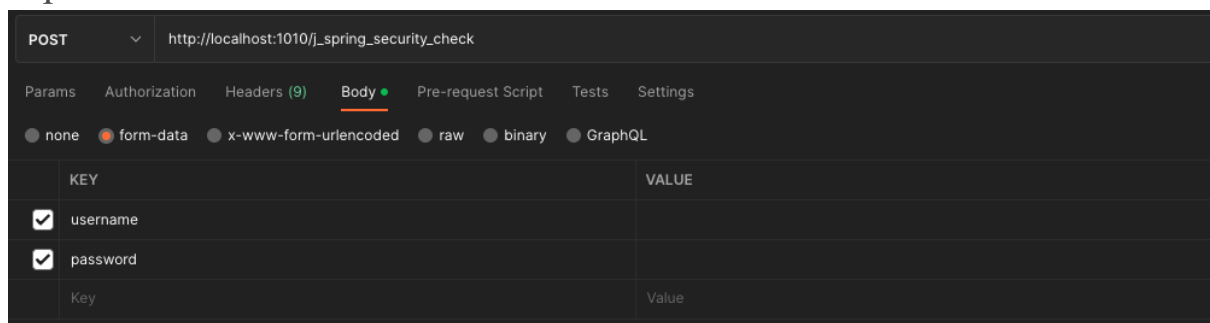 POST http://localhost:1010/j_spring_security_check
Params Authorization Headers (9) Body Pre-request Script Tests Settings
none form-data x-www-form-urlencoded raw binary GraphQL
KEY VALUE
username
password
Key Value